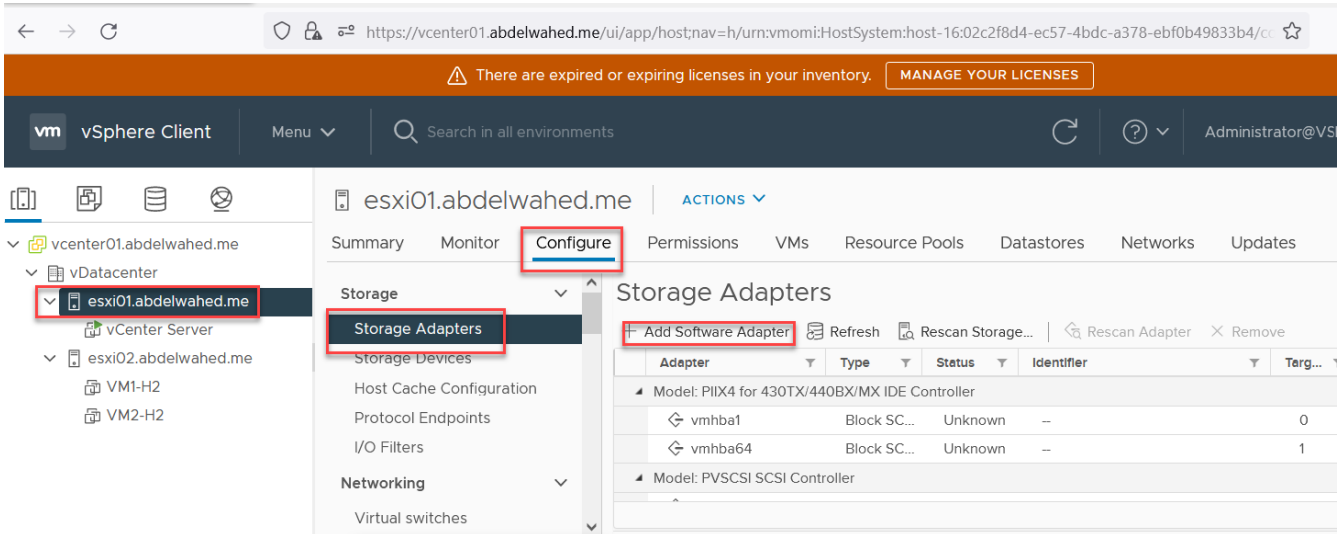 https://vcenter01.abdelwahed.me/ui/app/host;nav=h/urn:vmomi:HostSystem:host-16:02c2f8d4-ec57-4bdc-a378-ebf0b49833b4/co
There are expired or expiring licenses in your inventory. MANAGE YOUR LICENSES
vm vSphere Client Menu Search in all environments Administrator@VS
esxi01.abdelwahed.me ACTIONS
Summary Monitor Configure Permissions VMs Resource Pools Datastores Networks Updates
vcenter01.abdelwahed.me
vDatacenter
esxi01.abdelwahed.me
vCenter Server
esxi02.abdelwahed.me
VM1-H2
VM2-H2
Storage
Storage Adapters
Storage Devices
Host Cache Configuration
Protocol Endpoints
I/O Filters
Networking
Virtual switches
Storage Adapters
+ Add Software Adapter Refresh Rescan Storage... Rescan Adapter × Remove
Adapter Type Status Identifier Targ...
Model: PIIX4 for 430TX/440BX/MX IDE Controller
vmhba1 Block SC... Unknown -- 0
vmhba64 Block SC... Unknown -- 1
Model: PVSCSI SCSI Controller